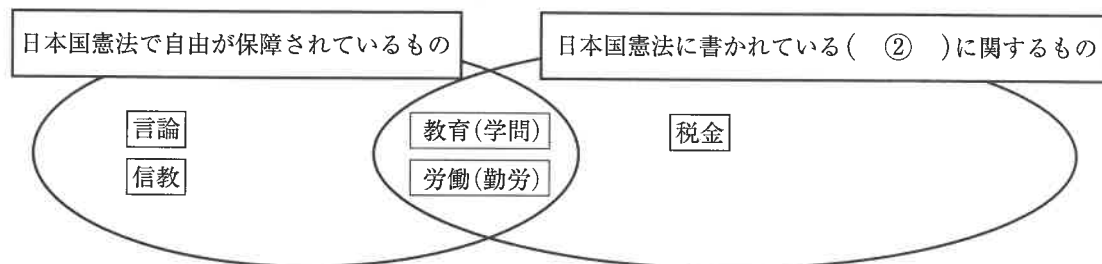 日本国憲法で自由が保障されているもの
日本国憲法に書かれている( ② )に関するもの
言論
信教
教育(学問)
労働(勤労)
税金